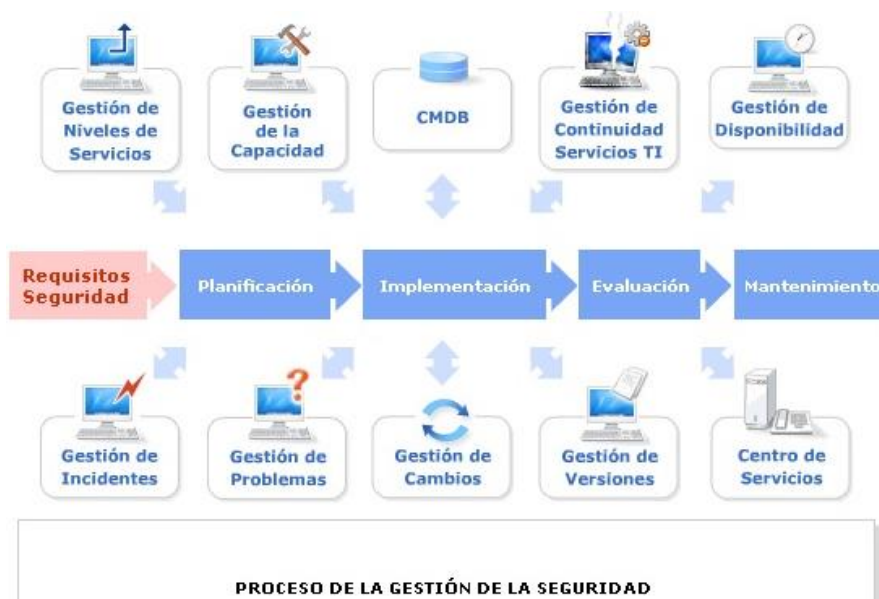 Gestión de
Niveles de
Servicios
Gestión
de la
Capacidad
CMDB
Gestión de
Continuidad
Servicios TI
Gestión de
Disponibilidad
Requisitos
Seguridad
Planificación
Implementación
Evaluación
Mantenimiento
Gestión de
Incidentes
Gestión de
Problemas
Gestión de
Cambios
Gestión de
Versiones
Centro de
Servicios
PROCESO DE LA GESTIÓN DE LA SEGURIDAD